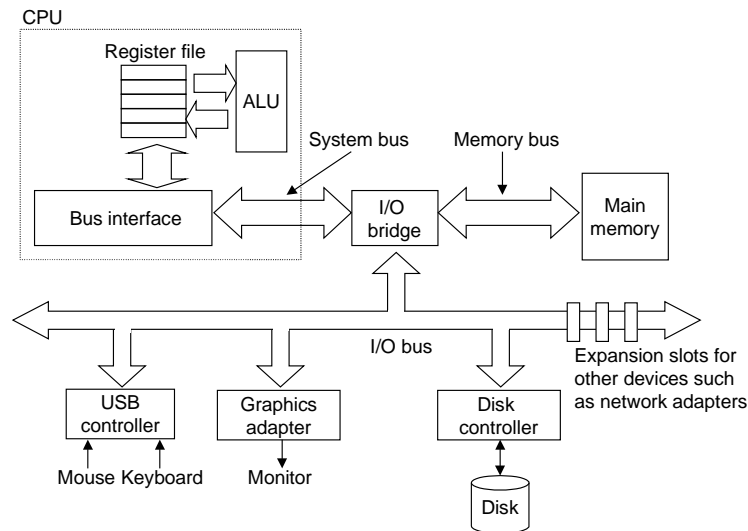 CPU
Register file
ALU
System bus
Memory bus
Bus interface
I/O
bridge
Main
memory
I/O bus
Expansion slots for
other devices such
as network adapters
USB
controller
Graphics
adapter
Disk
controller
Mouse Keyboard
Monitor
Disk